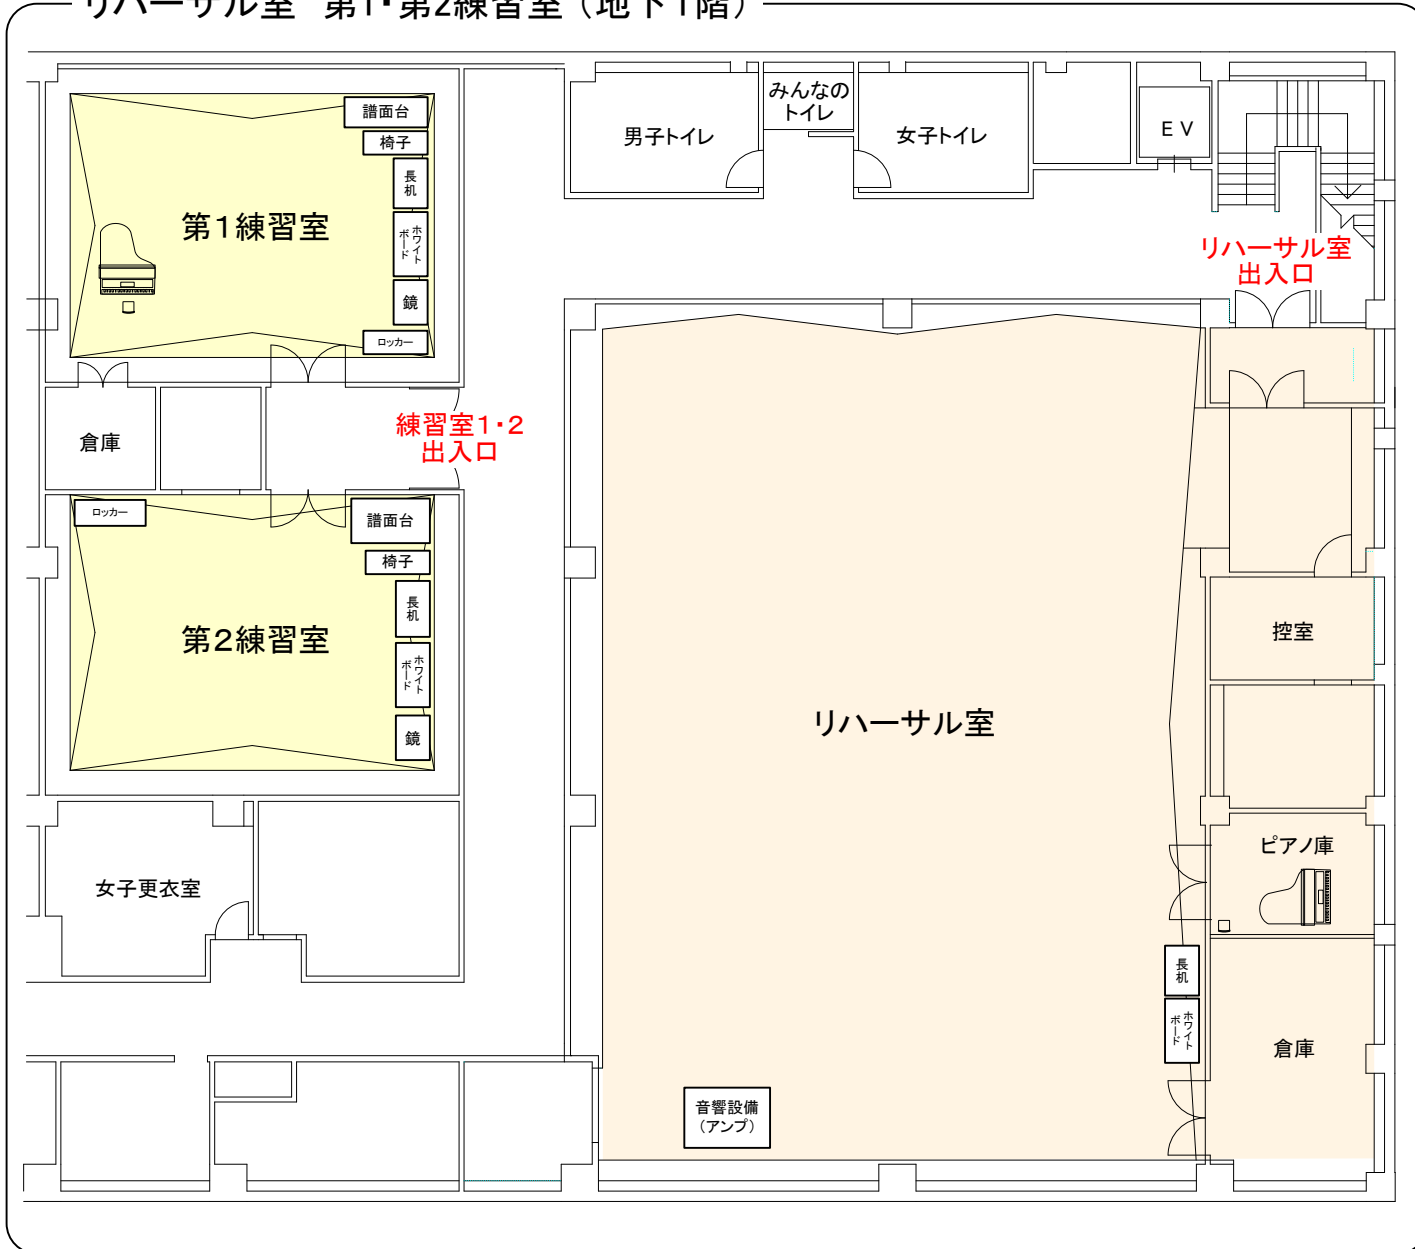 リハーサル室 第1・第2練習室（地下1階）
みんなの
トイレ
男子トイレ
女子トイレ
ＥＶ
譜面台
椅子
長机
ホワイト
ボード
鏡
ロッカー
第１練習室
リハーサル室
出入口
倉庫
練習室１・２
出入口
ロッカー
譜面台
椅子
長机
ホワイト
ボード
鏡
第２練習室
控室
リハーサル室
ピアノ庫
女子更衣室
長机
ホワイト
ボード
倉庫
音響設備
（アンプ）